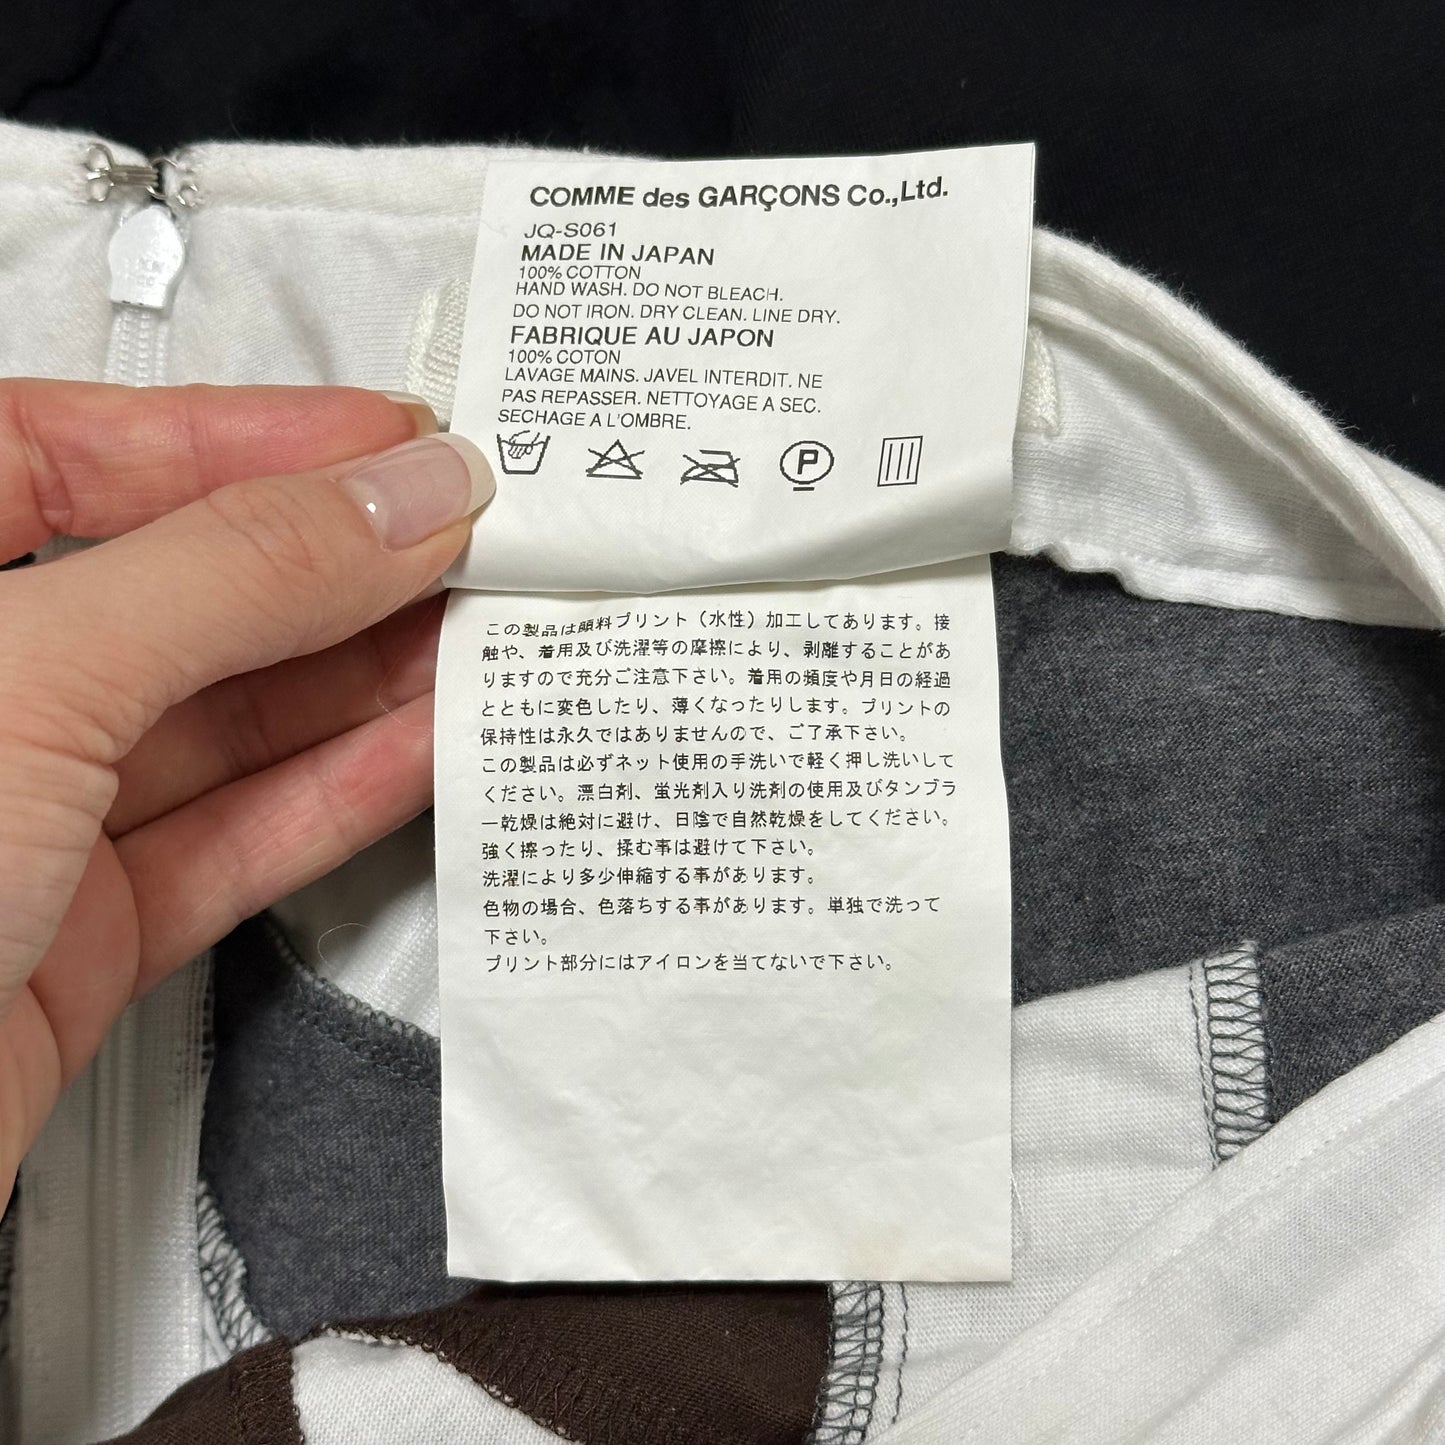 COMME des GARÇONS Co.,Ltd.
JQ-S061
MADE IN JAPAN
100% COTTON
HAND WASH. DO NOT BLEACH.
DO NOT IRON. DRY CLEAN. LINE DRY.
FABRIQUE AU JAPON
100% COTON
LAVAGE MAINS. JAVEL INTERDIT. NE
PAS REPASSER. NETTOYAGE A SEC.
SECHAGE A L'OMBRE.
P
この製品は顔料プリント（水性）加工してあります。接
触や、着用及び洗濯等の摩擦により、剥離することがあ
りますので充分ご注意下さい。着用の頻度や月日の経過
とともに変色したり、薄くなったりします。プリントの
保持性は永久ではありませんので、ご了承下さい。
この製品は必ずネット使用の手洗いで軽く押し洗いして
ください。漂白剤、蛍光剤入り洗剤の使用及びタンブラ
ー乾燥は絶対に避け、日陰で自然乾燥をしてください。
強く擦ったり、揉む事は避けて下さい。
洗濯により多少伸縮する事があります。
色物の場合、色落ちする事があります。単独で洗って
下さい。
プリント部分にはアイロンを当てないで下さい。